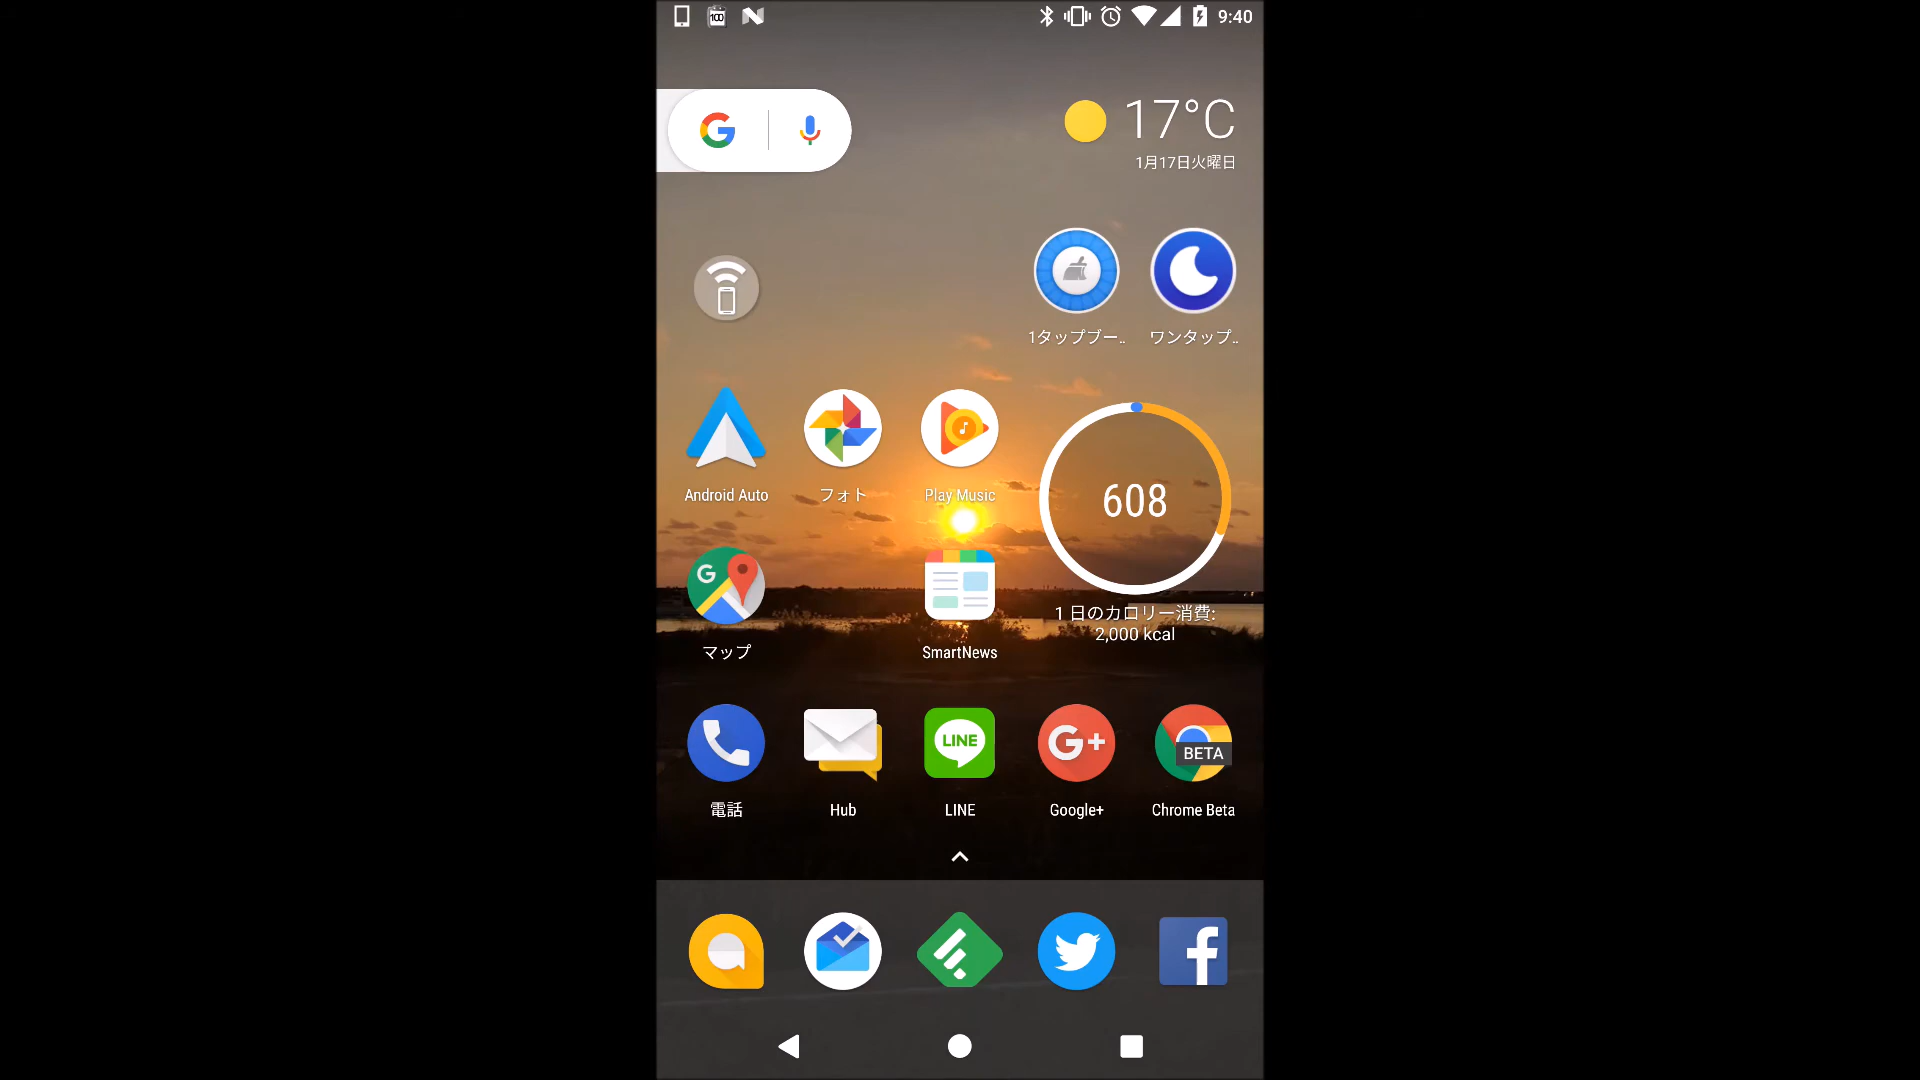 100
9:40
17°C
1月17日火曜日
1タップブー..
ワンタップ..
Android Auto
フォト
Play Music
608
1 日のカロリー消費:
2,000 kcal
G
マップ
SmartNews
LINE
G+
BETA
電話
Hub
LINE
Google+
Chrome Beta